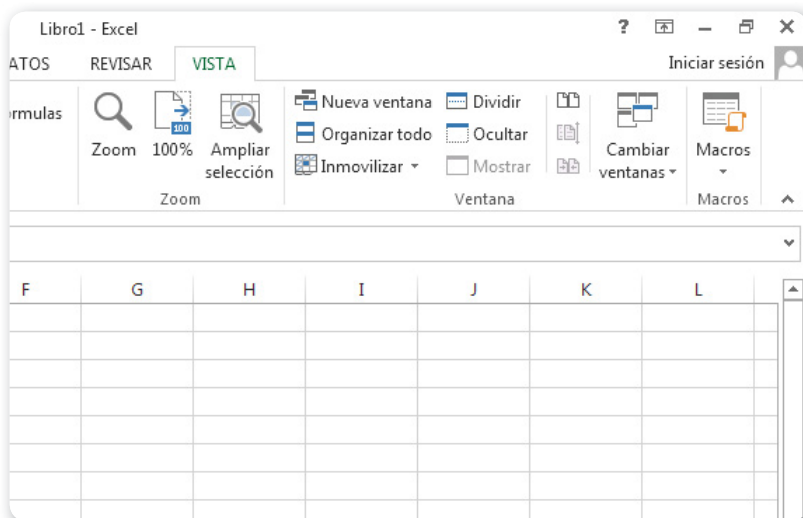 Libro1 - Excel ?
ATOS REVISAR VISTA Iniciar sesión
rmulas
Zoom 100% Ampliar selección
100
Nueva ventana
Organizar todo
Inmovilizar
Dividir
Ocultar
Mostrar
Cambiar ventanas
Macros
Zoom Ventana Macros
F G H I J K L